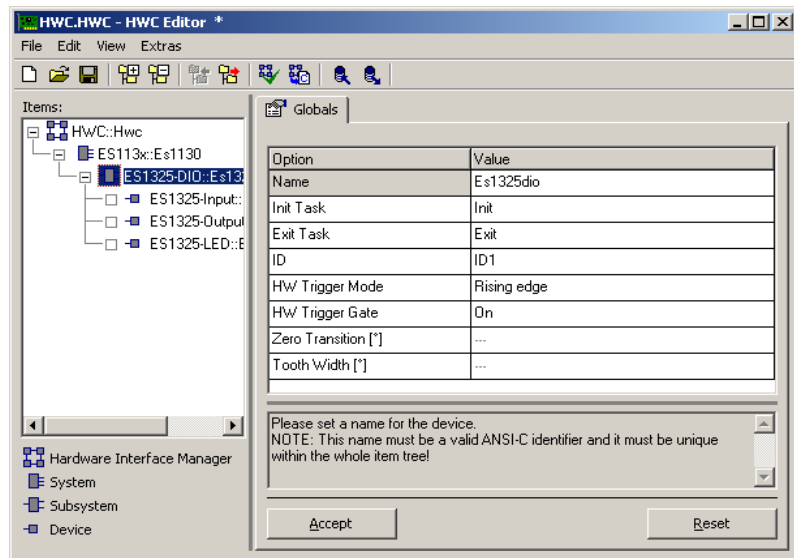 HWC.HWC - HWC Editor *
File Edit View Extras
Items:
HWC::Hwc
ES113x::Es1130
ES1325-DIO::Es13
ES1325-Input::
ES1325-Outpu
ES1325-LED::E
Hardware Interface Manager
System
Subsystem
Device
Globals
Option Value
Name Es1325dio
Init Task Init
Exit Task Exit
ID ID1
HW Trigger Mode Rising edge
HW Trigger Gate On
Zero Transition [°] ---
Tooth Width [°] ---
Please set a name for the device.
NOTE: This name must be a valid ANSI-C identifier and it must be unique
within the whole item tree!
Accept Reset